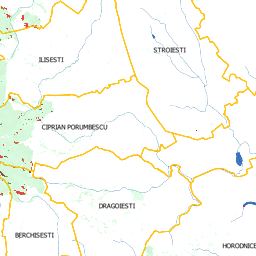 STROIESTI
ILISESTI
CIPRIAN PORUMBESCU
DRAGOIESTI
BERCHISESTI
HORODNICE